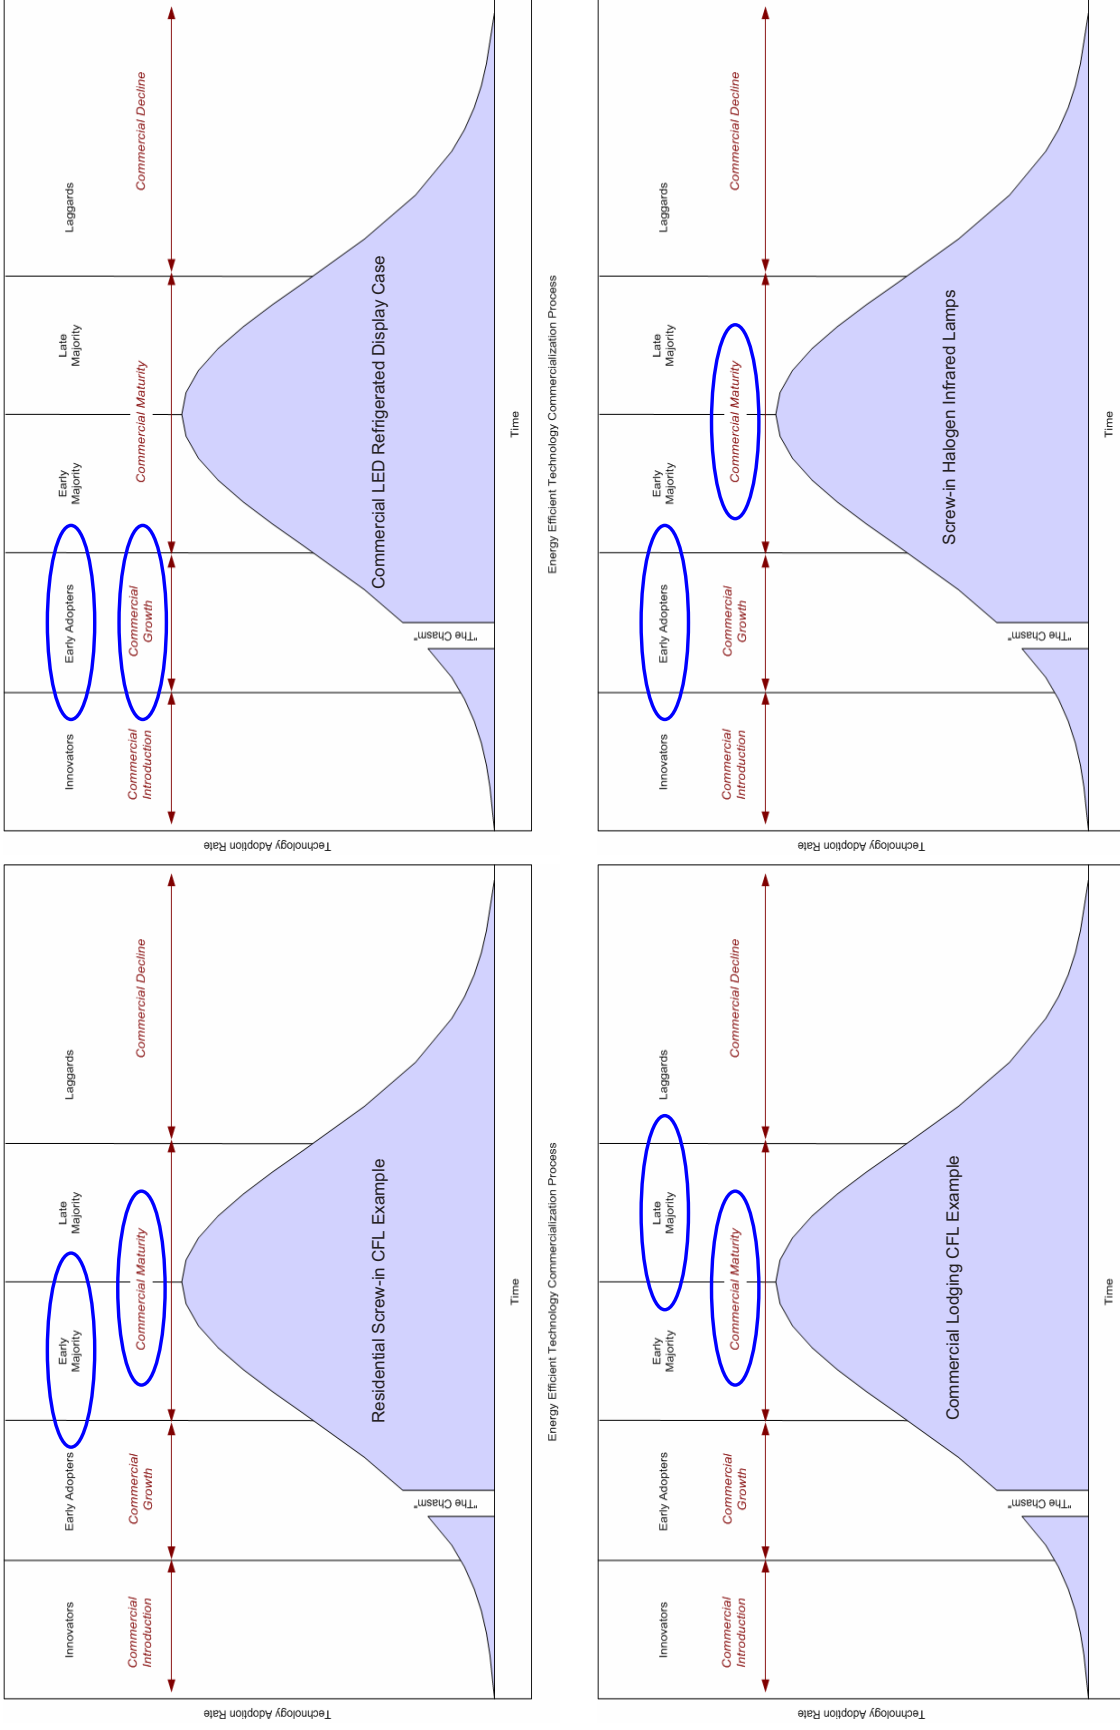 Technology Adoption Rate
Innovators
Early Adopters
Early
Majority
Late
Majority
Laggards
Commercial
Introduction
Commercial
Growth
Commercial Maturity
Commercial Decline
Residential Screw-in CFL Example
"The Chasm"
Time
Energy Efficient Technology Commercialization Process
Technology Adoption Rate
Innovators
Early Adopters
Early
Majority
Late
Majority
Laggards
Commercial
Introduction
Commercial
Growth
Commercial Maturity
Commercial Decline
Commercial LED Refrigerated Display Case
"The Chasm"
Time
Energy Efficient Technology Commercialization Process
Technology Adoption Rate
Innovators
Early Adopters
Early
Majority
Late
Majority
Laggards
Commercial
Introduction
Commercial
Growth
Commercial Maturity
Commercial Decline
Commercial Lodging CFL Example
"The Chasm"
Time
Technology Adoption Rate
Innovators
Early Adopters
Early
Majority
Late
Majority
Laggards
Commercial
Introduction
Commercial
Growth
Commercial Maturity
Commercial Decline
Screw-in Halogen Infrared Lamps
"The Chasm"
Time